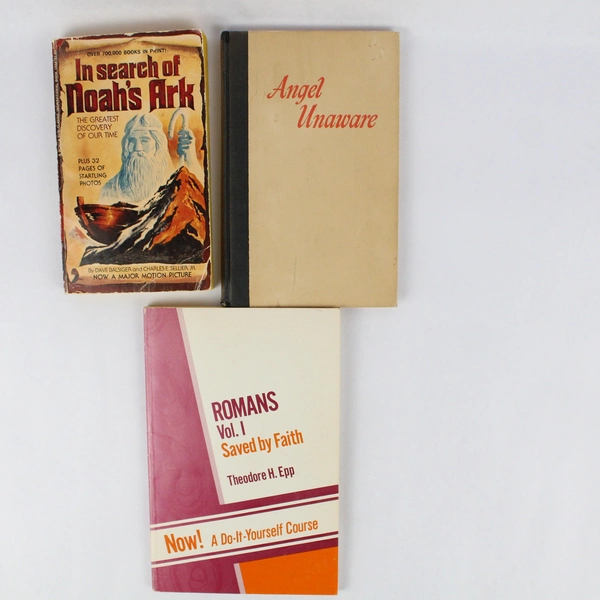 OVER 700,000 BOOKS IN PRINT!
In search of
Noah's Ark
THE GREATEST
DISCOVERY
OF OUR TIME
PLUS 32
PAGES OF
STARTLING
PHOTOS
By DAVE BALSIGER and CHARLES E. SELLIER, JR.
NOW A MAJOR MOTION PICTURE
Angel
Unaware
ROMANS
Vol. I
Saved by Faith
Theodore H. Epp
Now! A Do-It-Yourself Course